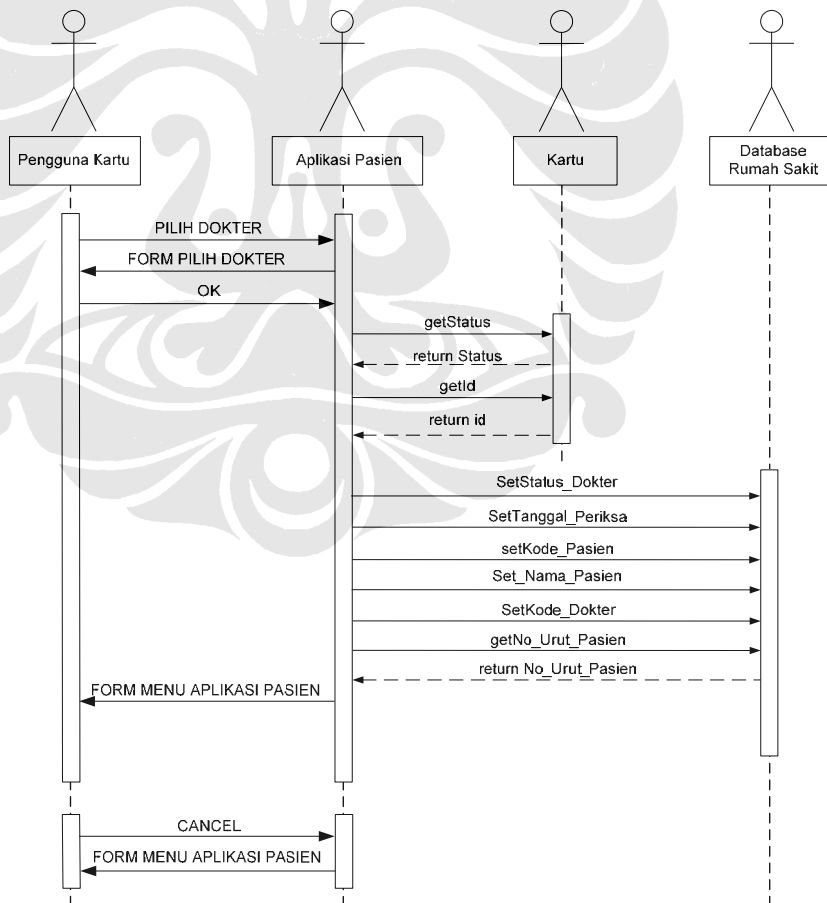 Pengguna Kartu
Aplikasi Pasien
Kartu
Database
Rumah Sakit
PILIH DOKTER
FORM PILIH DOKTER
OK
getStatus
return Status
getId
return id
SetStatus_Dokter
SetTanggal_Periksa
setKode_Pasien
Set_Nama_Pasien
SetKode_Dokter
getNo_Urut_Pasien
return No_Urut_Pasien
FORM MENU APLIKASI PASIEN
CANCEL
FORM MENU APLIKASI PASIEN